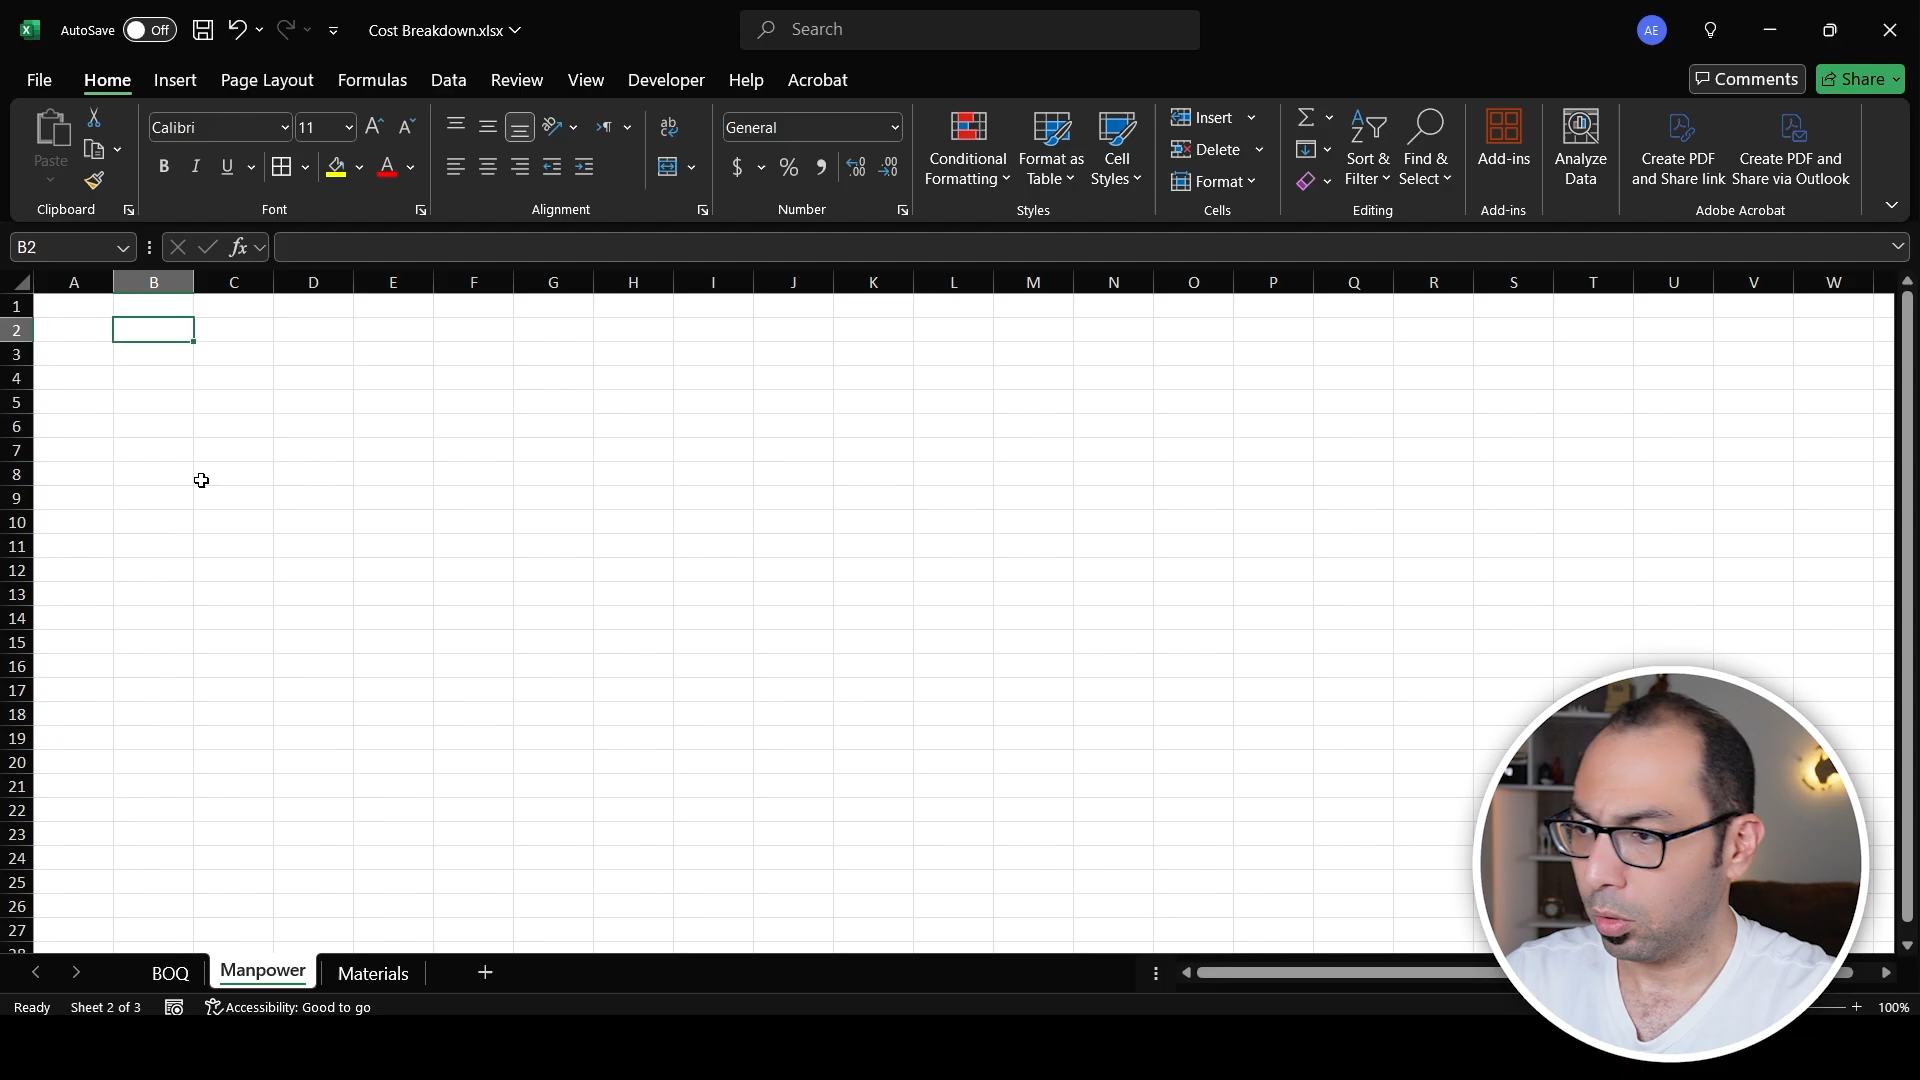 AutoSave Off Cost Breakdown.xlsx Search AE
File Home Insert Page Layout Formulas Data Review View Developer Help Acrobat Comments Share
Paste
Clipboard
Calibri 11
B I U A
Font
ab
c
Alignment
General
$ % 9 .00
Number
Conditional Formatting
Format as Table
Cell Styles
Styles
Insert
Delete
Format
Cells
Sort & Filter
Find & Select
Editing
Add-ins
Add-ins
Analyze Data
Create PDF and Share link
Create PDF and Share via Outlook
Adobe Acrobat
B2 fx
A B C D E F G H I J K L M N O P Q R S T U V W
1
2
3
4
5
6
7
8
9
10
11
12
13
14
15
16
17
18
19
20
21
22
23
24
25
26
27
28
BOQ Manpower Materials
Ready Sheet 2 of 3 Accessibility: Good to go 100%